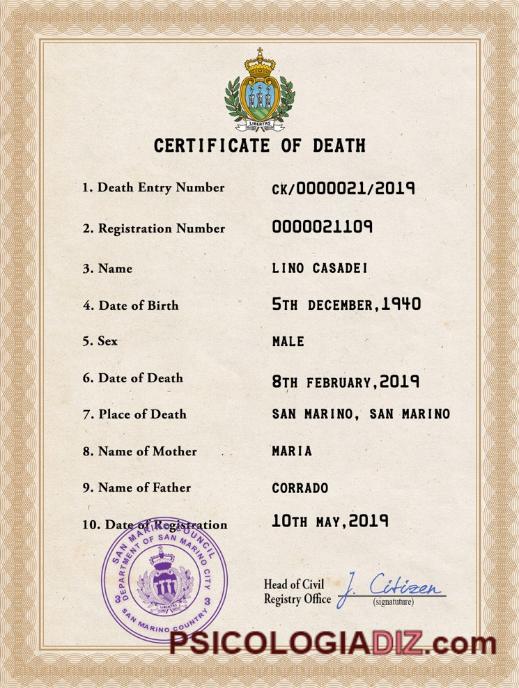 LIBERTAS
CERTIFICATE OF DEATH
1. Death Entry Number CK/0000021/2019
2. Registration Number 0000021109
3. Name LINO CASADEI
4. Date of Birth 5TH DECEMBER,1940
5. Sex MALE
6. Date of Death 8TH FEBRUARY,2019
7. Place of Death SAN MARINO, SAN MARINO
8. Name of Mother MARIA
9. Name of Father CORRADO
10. Date of Registration 10TH MAY,2019
SAN MARINO COUNCIL
DEPARTMENT OF SAN MARINO CITY
3 3
SAN MARINO COUNTRY
Head of Civil
Registry Office J. Citizen
(signatuture)
PSICOLOGIADIZ.com